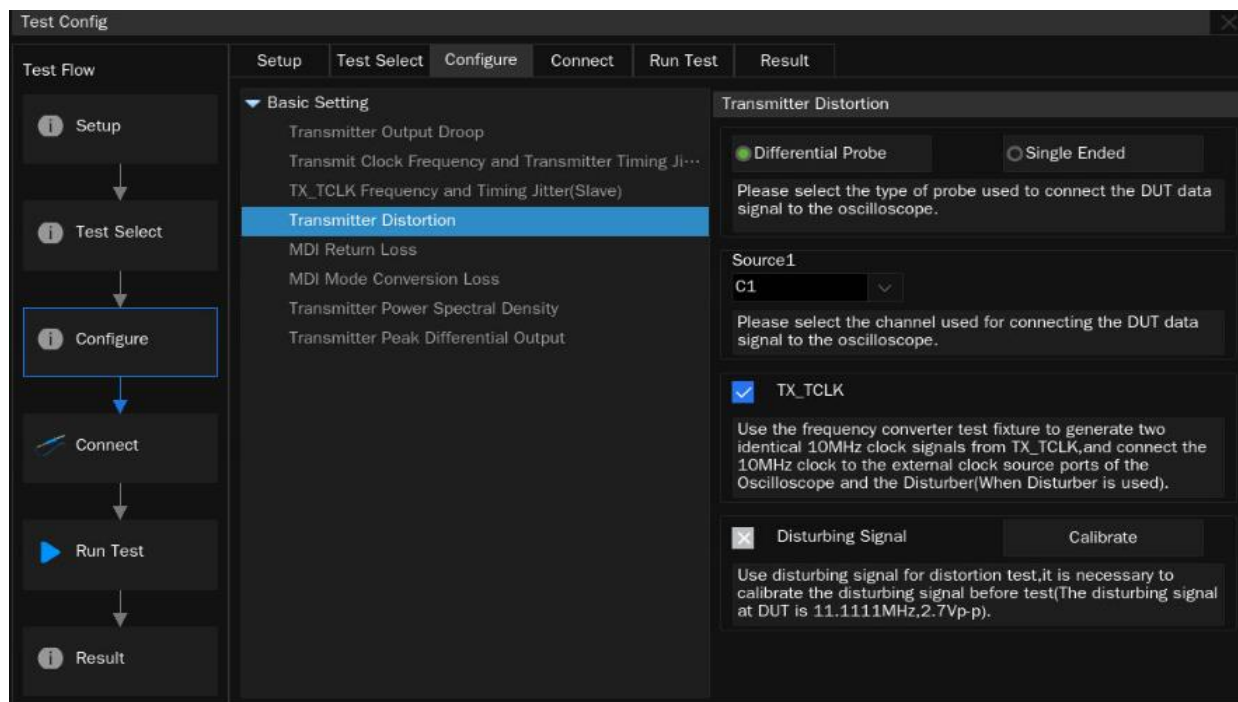 Test Config
Test Flow
Setup
Test Select
Configure
Connect
Run Test
Result
Setup
Test Select
Configure
Connect
Run Test
Result
Basic Setting
Transmitter Output Droop
Transmit Clock Frequency and Transmitter Timing Ji···
TX_TCLK Frequency and Timing Jitter(Slave)
Transmitter Distortion
MDI Return Loss
MDI Mode Conversion Loss
Transmitter Power Spectral Density
Transmitter Peak Differential Output
Transmitter Distortion
Differential Probe
Single Ended
Please select the type of probe used to connect the DUT data
signal to the oscilloscope.
Source1
C1
Please select the channel used for connecting the DUT data
signal to the oscilloscope.
TX_TCLK
Use the frequency converter test fixture to generate two
identical 10MHz clock signals from TX_TCLK,and connect the
10MHz clock to the external clock source ports of the
Oscilloscope and the Disturber(When Disturber is used).
Disturbing Signal
Calibrate
Use disturbing signal for distortion test,it is necessary to
calibrate the disturbing signal before test(The disturbing signal
at DUT is 11.1111MHz,2.7Vp-p).